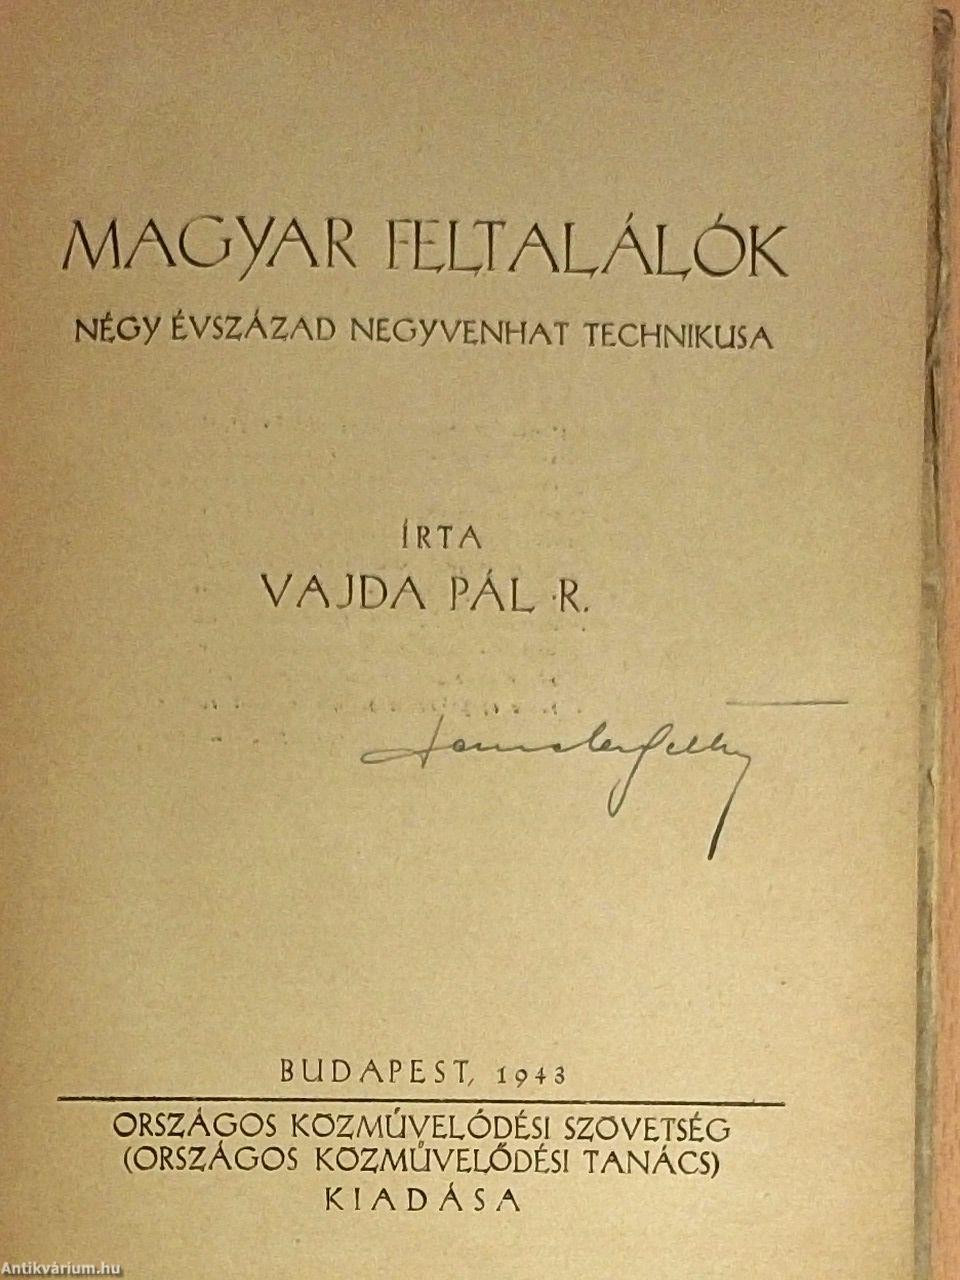 MAGYAR FELTALÁLÓK
NÉGY ÉVSZÁZAD NEGYVENHAT TECHNIKUSA
ÍRTA
VAJDA PÁL R.
BUDAPEST, 1943
ORSZÁGOS KÖZMŰVELŐDÉSI SZÖVETSÉG
(ORSZÁGOS KÖZMŰVELŐDÉSI TANÁCS)
KIADÁSA
Antikvárium.hu